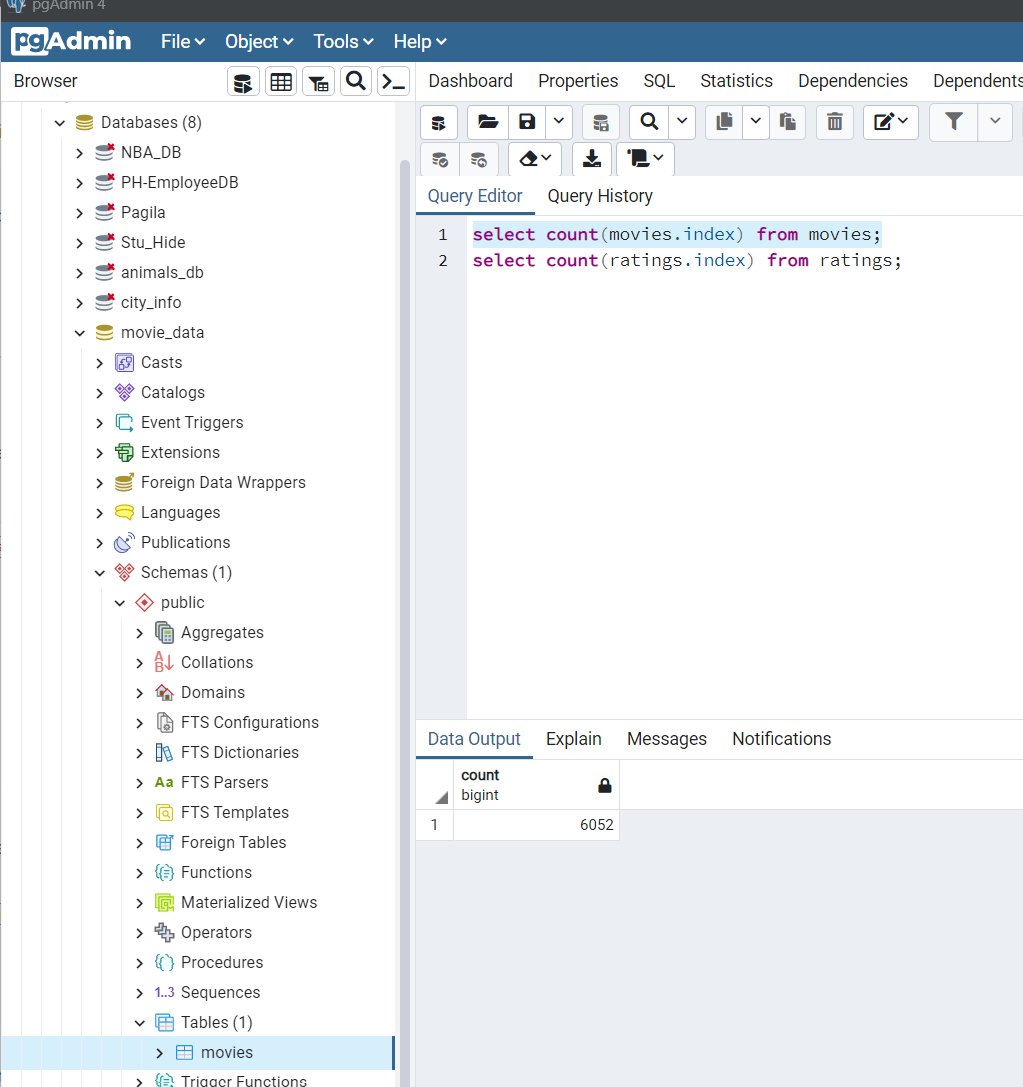 pgAdmin 4
pgAdmin File Object Tools Help
Browser
Dashboard Properties SQL Statistics Dependencies Dependents
Databases (8)
NBA_DB
PH-EmployeeDB
Pagila
Stu_Hide
animals_db
city_info
movie_data
Casts
Catalogs
Event Triggers
Extensions
Foreign Data Wrappers
Languages
Publications
Schemas (1)
public
Aggregates
Collations
Domains
FTS Configurations
FTS Dictionaries
Aa FTS Parsers
FTS Templates
Foreign Tables
Functions
Materialized Views
Operators
Procedures
1..3 Sequences
Tables (1)
movies
Trigger Functions
Query Editor Query History
1 select count(movies.index) from movies;
2 select count(ratings.index) from ratings;
Data Output Explain Messages Notifications
count
bigint
1 6052